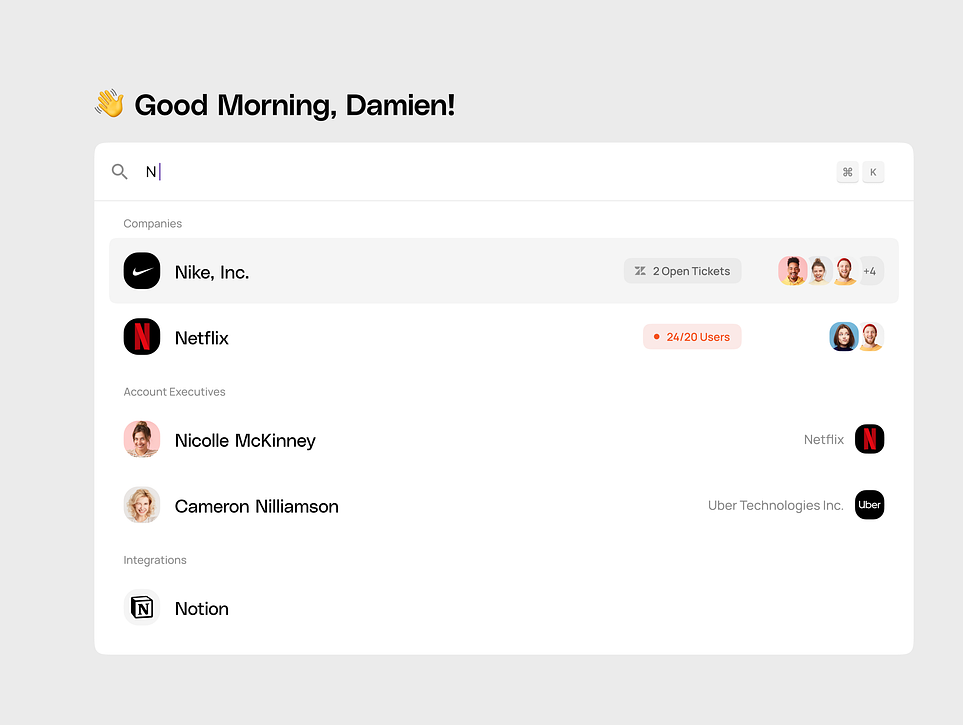 👋 Good Morning, Damien!
N
⌘ K
Companies
Nike, Inc. 2 Open Tickets +4
N Netflix 24/20 Users
Account Executives
Nicolle McKinney Netflix N
Cameron Nilliamson Uber Technologies Inc. Uber
Integrations
N Notion